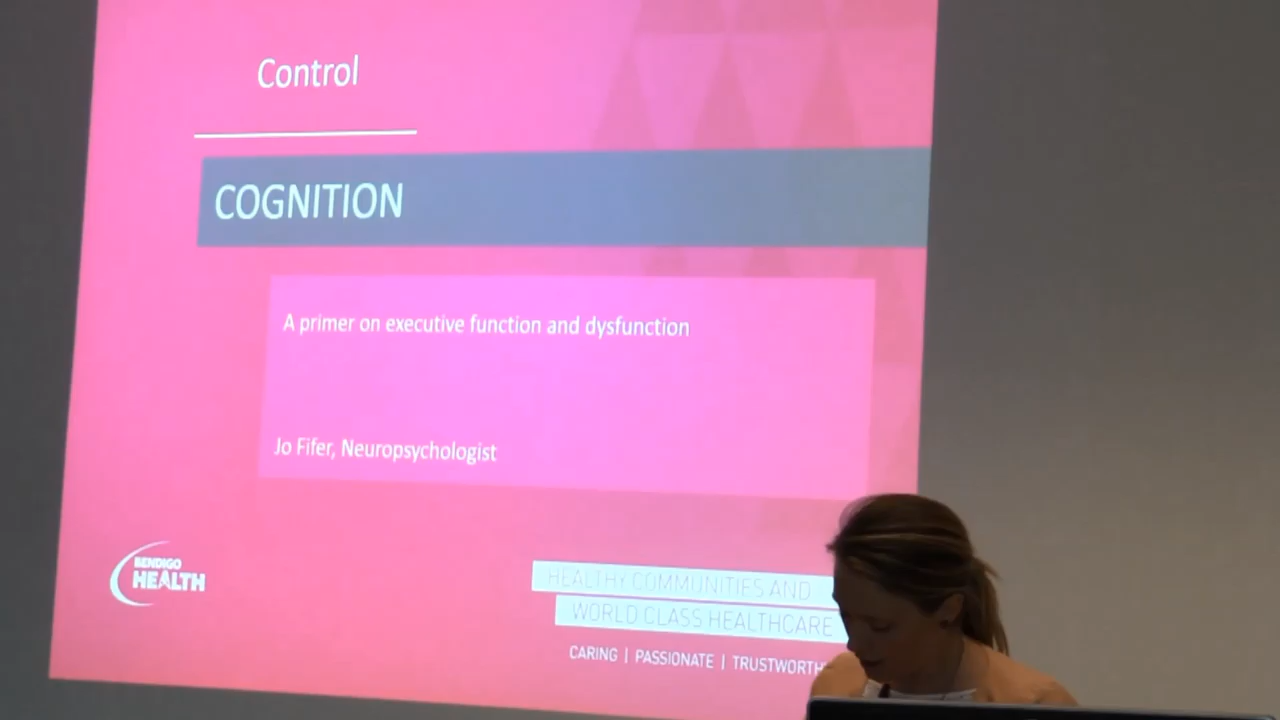 Control
COGNITION
A primer on executive function and dysfunction
Jo Fifer, Neuropsychologist
BENDIGO
HEALTH
HEALTHY COMMUNITIES AND
WORLD CLASS HEALTHCARE
CARING | PASSIONATE |